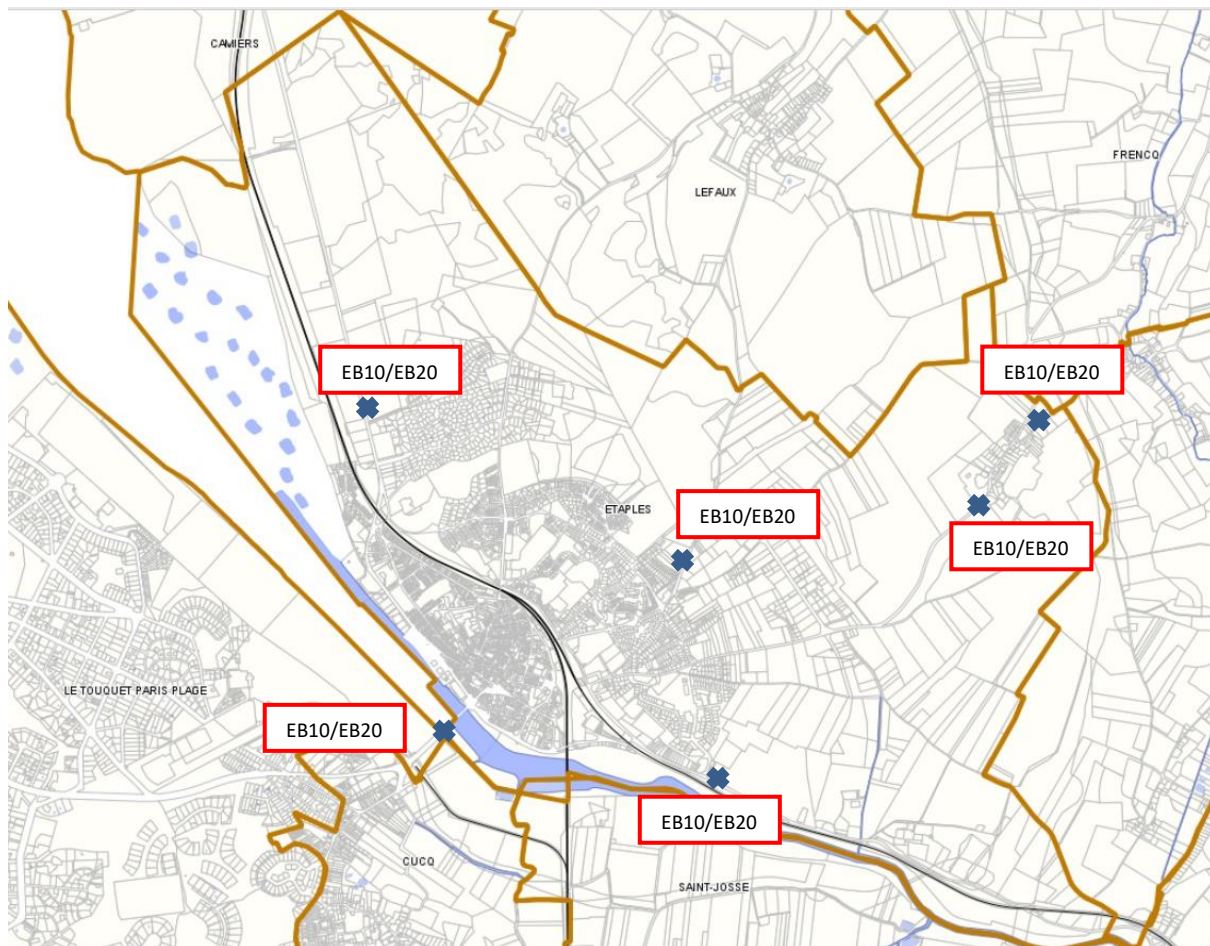 CAMIERS
FRENCQ
LEFAUX
EB10/EB20
EB10/EB20
ETAPLES
EB10/EB20
EB10/EB20
LE TOUQUET PARIS PLAGE
EB10/EB20
EB10/EB20
CUCQ
SAINT-JOSSE